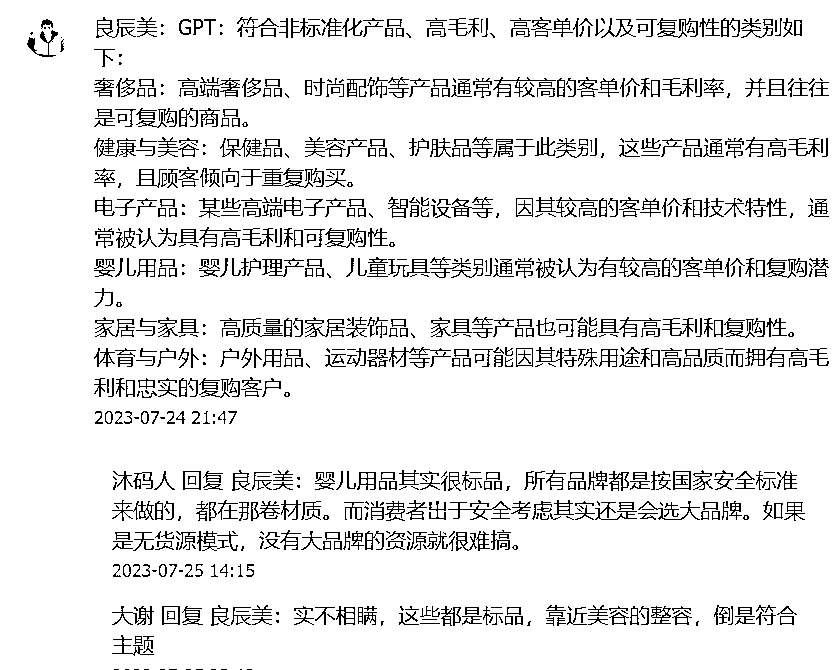 良辰美：GPT：符合非标准化产品、高毛利、高客单价以及可复购性的类别如
下：
奢侈品：高端奢侈品、时尚配饰等产品通常有较高的客单价和毛利率，并且往往
是可复购的商品。
健康与美容：保健品、美容产品、护肤品等属于此类别，这些产品通常有高毛利
率，且顾客倾向于重复购买。
电子产品：某些高端电子产品、智能设备等，因其较高的客单价和技术特性，通
常被认为具有高毛利和可复购性。
婴儿用品：婴儿护理产品、儿童玩具等类别通常被认为有较高的客单价和复购潜
力。
家居与家具：高质量的家居装饰品、家具等产品也可能具有高毛利和复购性。
体育与户外：户外用品、运动器材等产品可能因其特殊用途和高品质而拥有高毛
利和忠实的复购客户。
2023-07-24 21:47
沐码人 回复 良辰美：婴儿用品其实很标品，所有品牌都是按国家安全标准
来做的，都在那卷材质。而消费者出于安全考虑其实还是会选大品牌。如果
是无货源模式，没有大品牌的资源就很难搞。
2023-07-25 14:15
大谢 回复 良辰美：实不相瞒，这些都是标品，靠近美容的整容，倒是符合
主题